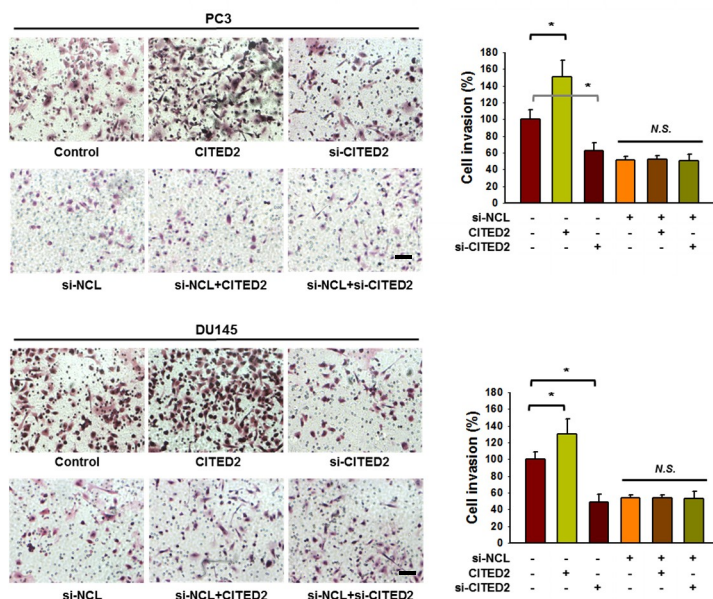 PC3
Control CITED2 si-CITED2
si-NCL si-NCL+CITED2 si-NCL+si-CITED2
Cell invasion (%)
180
160
140
120
100
80
60
40
20
0
*
*
N.S.
si-NCL - - - + + +
CITED2 - + - - + -
si-CITED2 - - + - - +
DU145
Control CITED2 si-CITED2
si-NCL si-NCL+CITED2 si-NCL+si-CITED2
Cell invasion (%)
180
160
140
120
100
80
60
40
20
0
*
*
N.S.
si-NCL - - - + + +
CITED2 - + - - + -
si-CITED2 - - + - - +